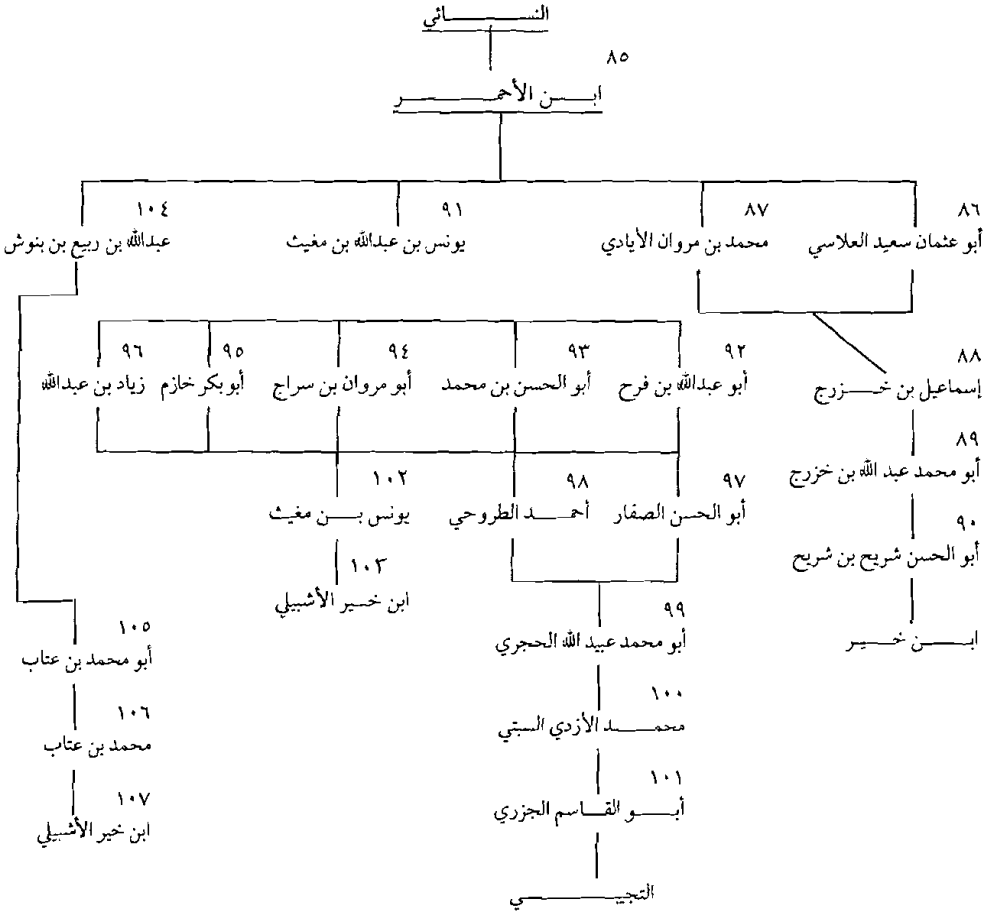 النسائي
٨٥
ابن الأحمر
٨٦
أبو عثمان سعيد العلاسي
٨٧
محمد بن مروان الأيادي
٩١
يونس بن عبدالله بن مغيث
١٠٤
عبدالله بن ربيع بن بنوش
٨٨
إسماعيل بن خزرج
٩٢
أبو عبدالله بن فرح
٩٣
أبو الحسن بن محمد
٩٤
أبو مروان بن سراج
٩٥
أبو بكر خازم
٩٦
زياد بن عبدالله
٨٩
أبو محمد عبد الله بن خزرج
٩٧
أبو الحسن الصفار
٩٨
أحمد الطروحي
١٠٢
يونس بن مغيث
٩٠
أبو الحسن شريح بن شريح
١٠٣
ابن خير الأشبيلي
ابن خير
٩٩
أبو محمد عبيد الله الحجري
١٠٥
أبو محمد بن عتاب
١٠٠
محمد الأزدي السبتي
١٠٦
محمد بن عتاب
١٠١
أبو القاسم الجزري
١٠٧
ابن خير الأشبيلي
التجيبي